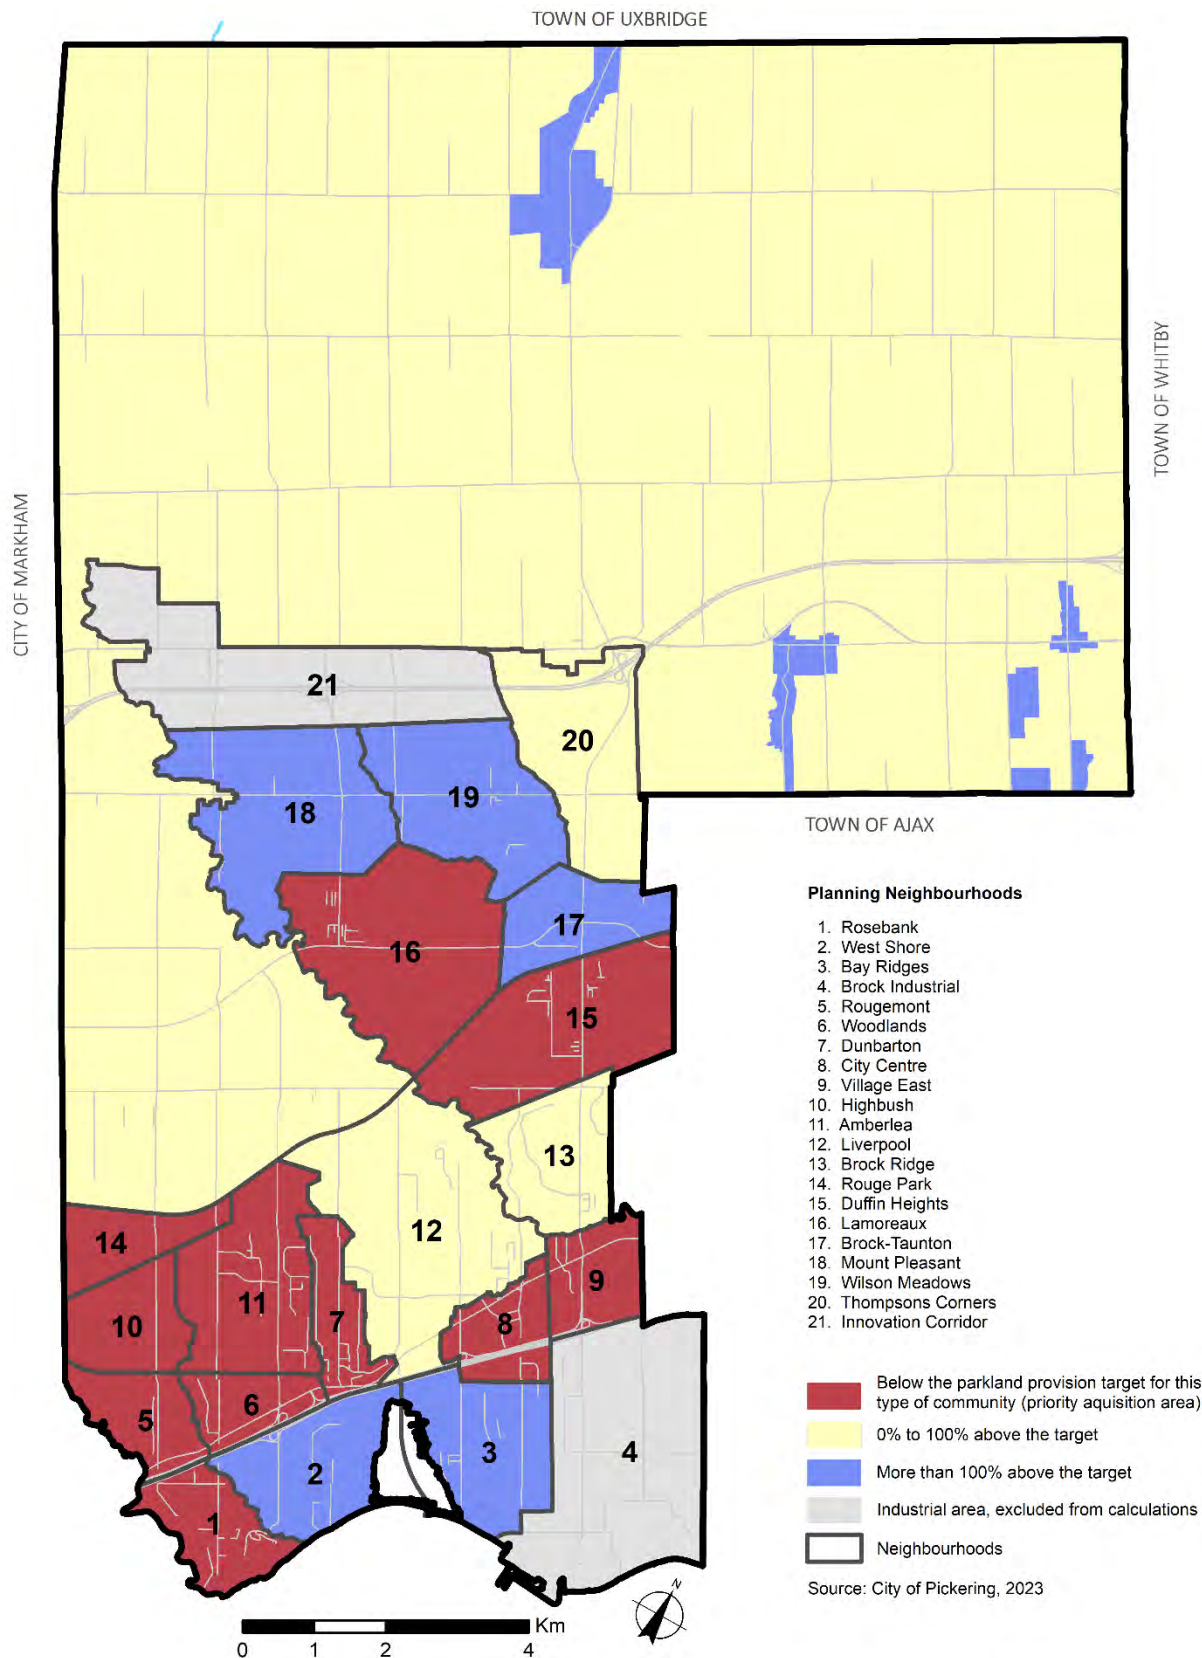 TOWN OF UXBRIDGE
CITY OF MARKHAM
TOWN OF WHITBY
21
20
19
18
17
16
15
13
12
14
9
11
7
8
10
6
5
3
4
2
1
TOWN OF AJAX
Planning Neighbourhoods
1. Rosebank
2. West Shore
3. Bay Ridges
4. Brock Industrial
5. Rougemont
6. Woodlands
7. Dunbarton
8. City Centre
9. Village East
10. Highbush
11. Amberlea
12. Liverpool
13. Brock Ridge
14. Rouge Park
15. Duffin Heights
16. Lamoreaux
17. Brock-Taunton
18. Mount Pleasant
19. Wilson Meadows
20. Thompsons Corners
21. Innovation Corridor
Below the parkland provision target for this
type of community (priority aquisition area)
0% to 100% above the target
More than 100% above the target
Industrial area, excluded from calculations
Neighbourhoods
Source: City of Pickering, 2023
N
Km
0 1 2 4